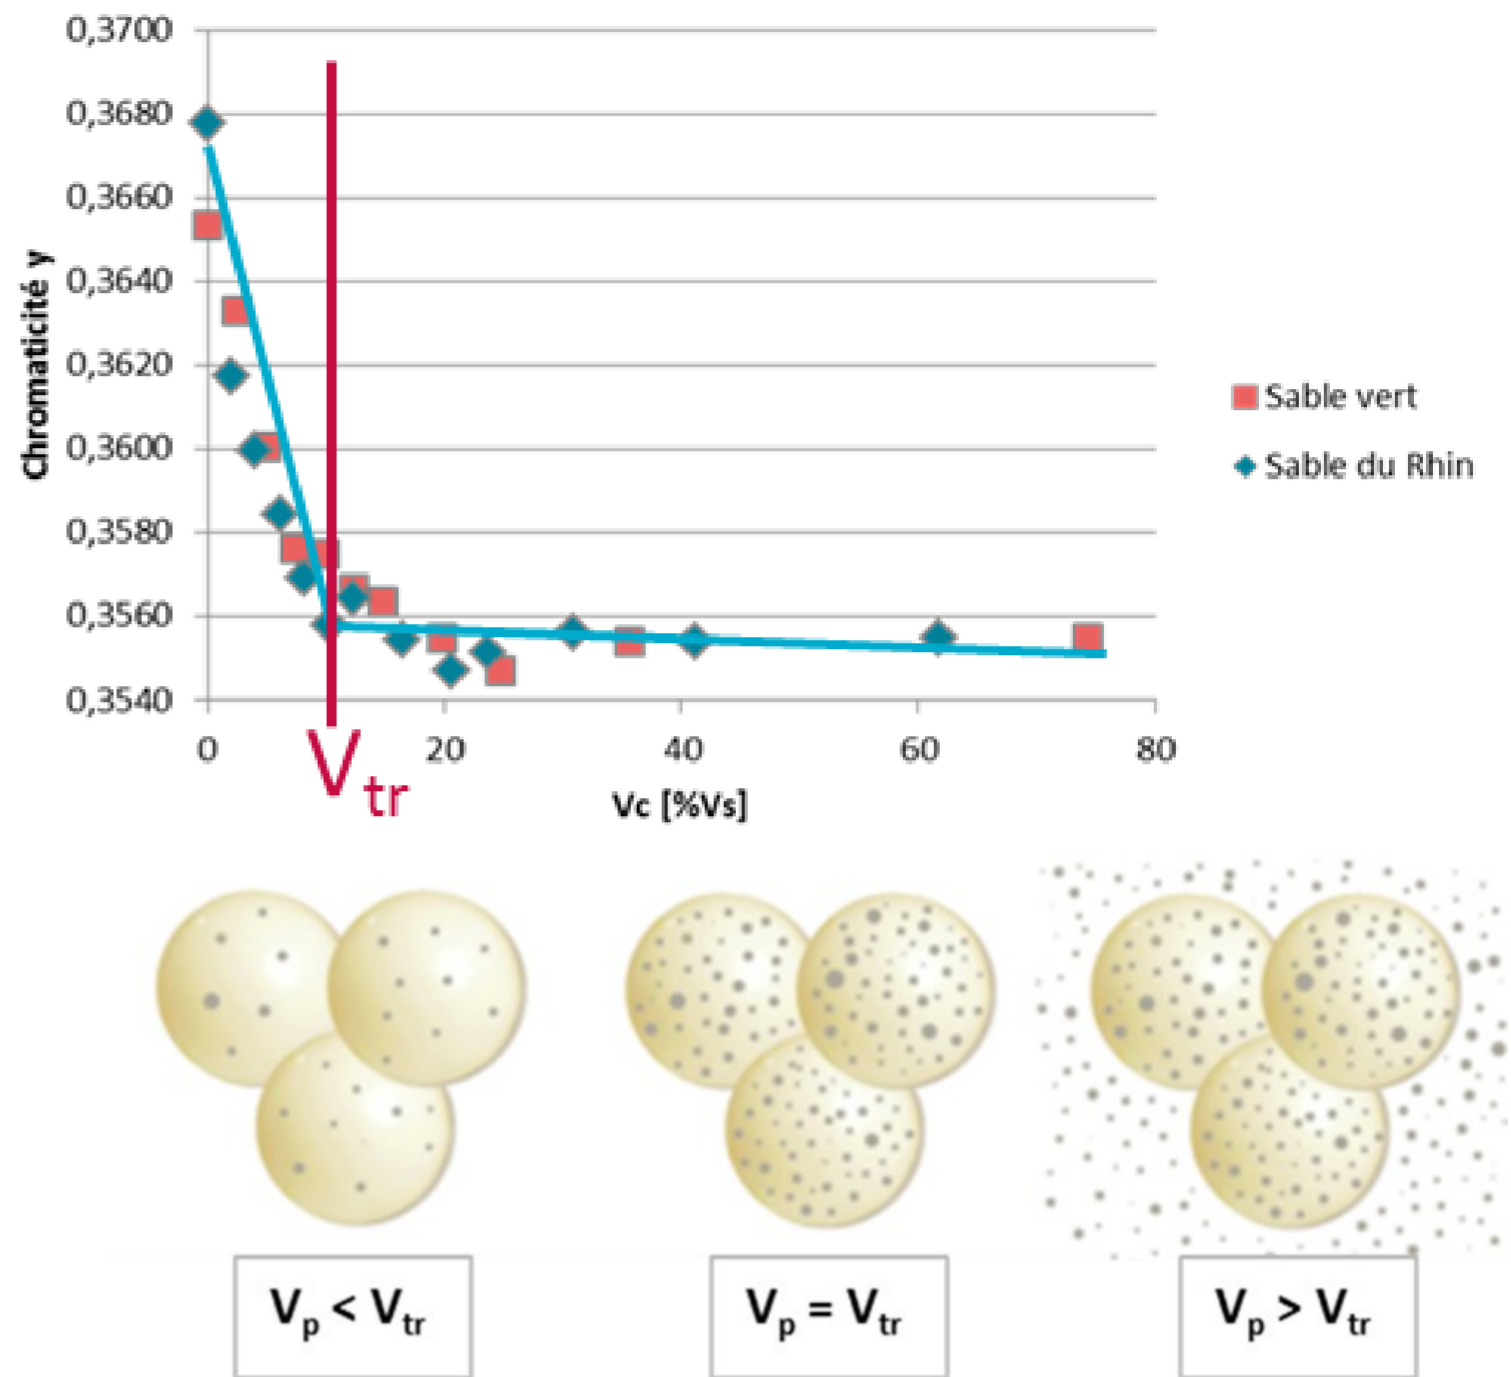 0,3700
0,3680
0,3660
0,3640
0,3620
0,3600
0,3580
0,3560
0,3540
Chromaticité y
0 20 40 60 80
Vtr
Vc [%Vs]
Sable vert
Sable du Rhin
Vp < Vtr
Vp = Vtr
Vp > Vtr